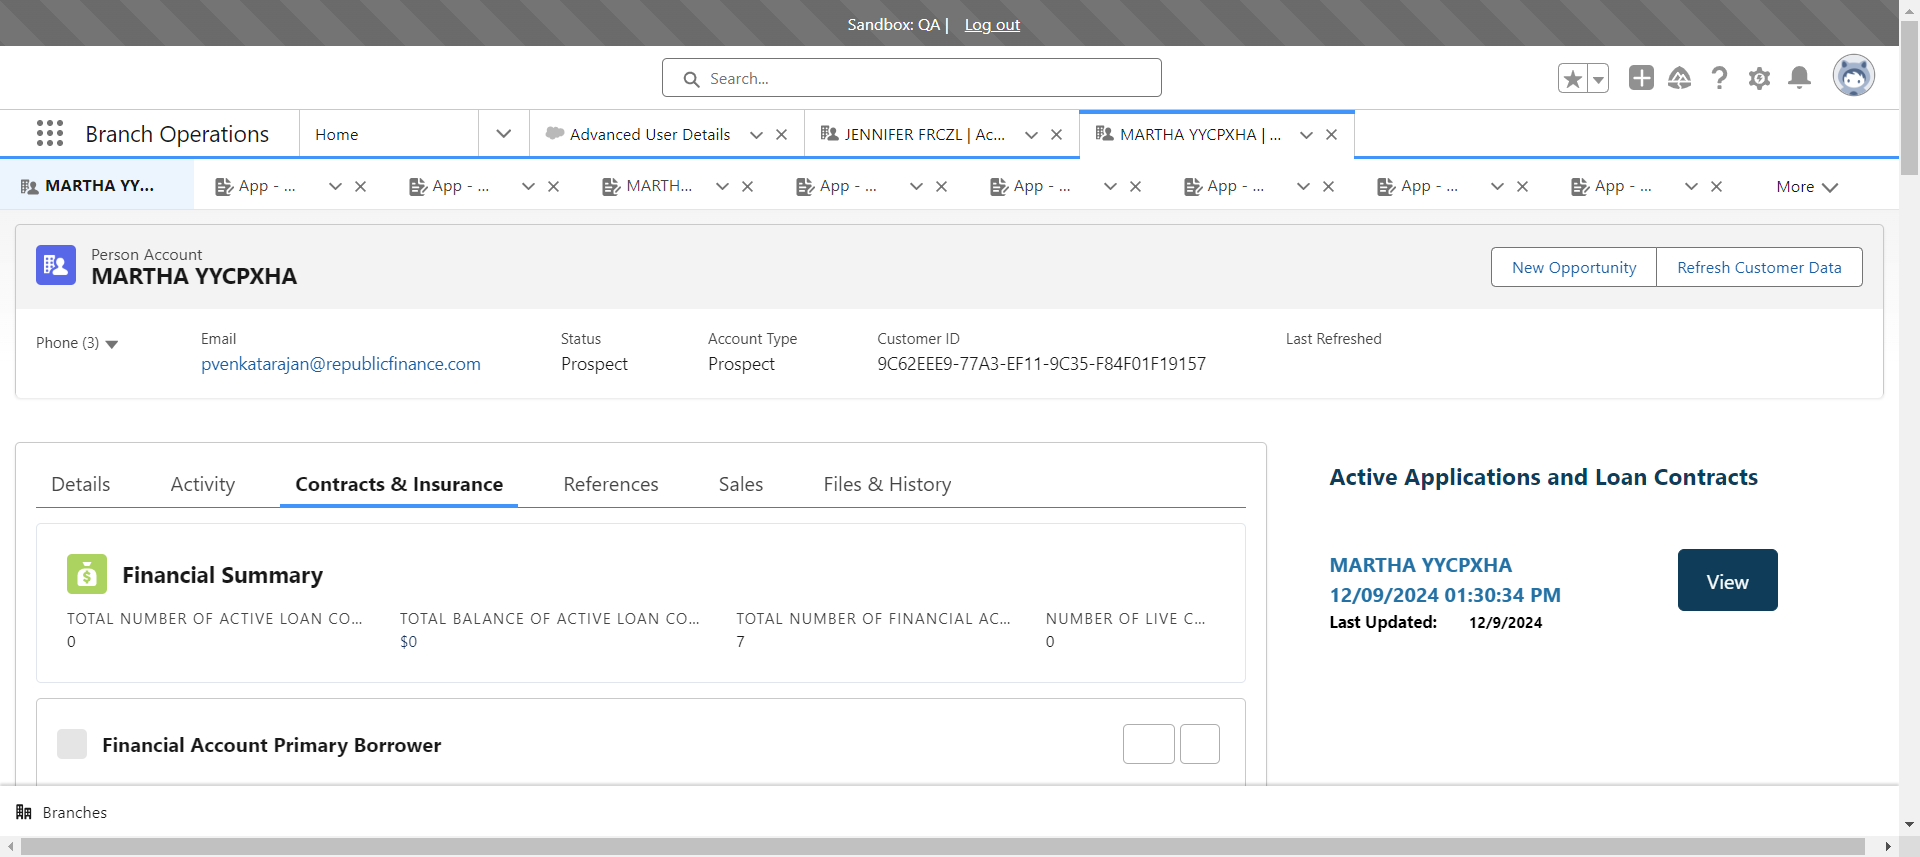 Sandbox: QA | Log out
Search...
Branch Operations
Home
Advanced User Details
JENNIFER FRCZL | Ac...
MARTHA YYCPXHA | ...
MARTHA YY...
App - ...
App - ...
MARTH...
App - ...
App - ...
App - ...
App - ...
App - ...
More
Person Account
MARTHA YYCPXHA
New Opportunity
Refresh Customer Data
Phone (3)
Email
pvenkatarajan@republicfinance.com
Status
Prospect
Account Type
Prospect
Customer ID
9C62EEE9-77A3-EF11-9C35-F84F01F19157
Last Refreshed
Details
Activity
Contracts & Insurance
References
Sales
Files & History
Financial Summary
TOTAL NUMBER OF ACTIVE LOAN CO...
0
TOTAL BALANCE OF ACTIVE LOAN CO...
$0
TOTAL NUMBER OF FINANCIAL AC...
7
NUMBER OF LIVE C...
0
Financial Account Primary Borrower
Active Applications and Loan Contracts
MARTHA YYCPXHA
12/09/2024 01:30:34 PM
Last Updated: 12/9/2024
View
Branches